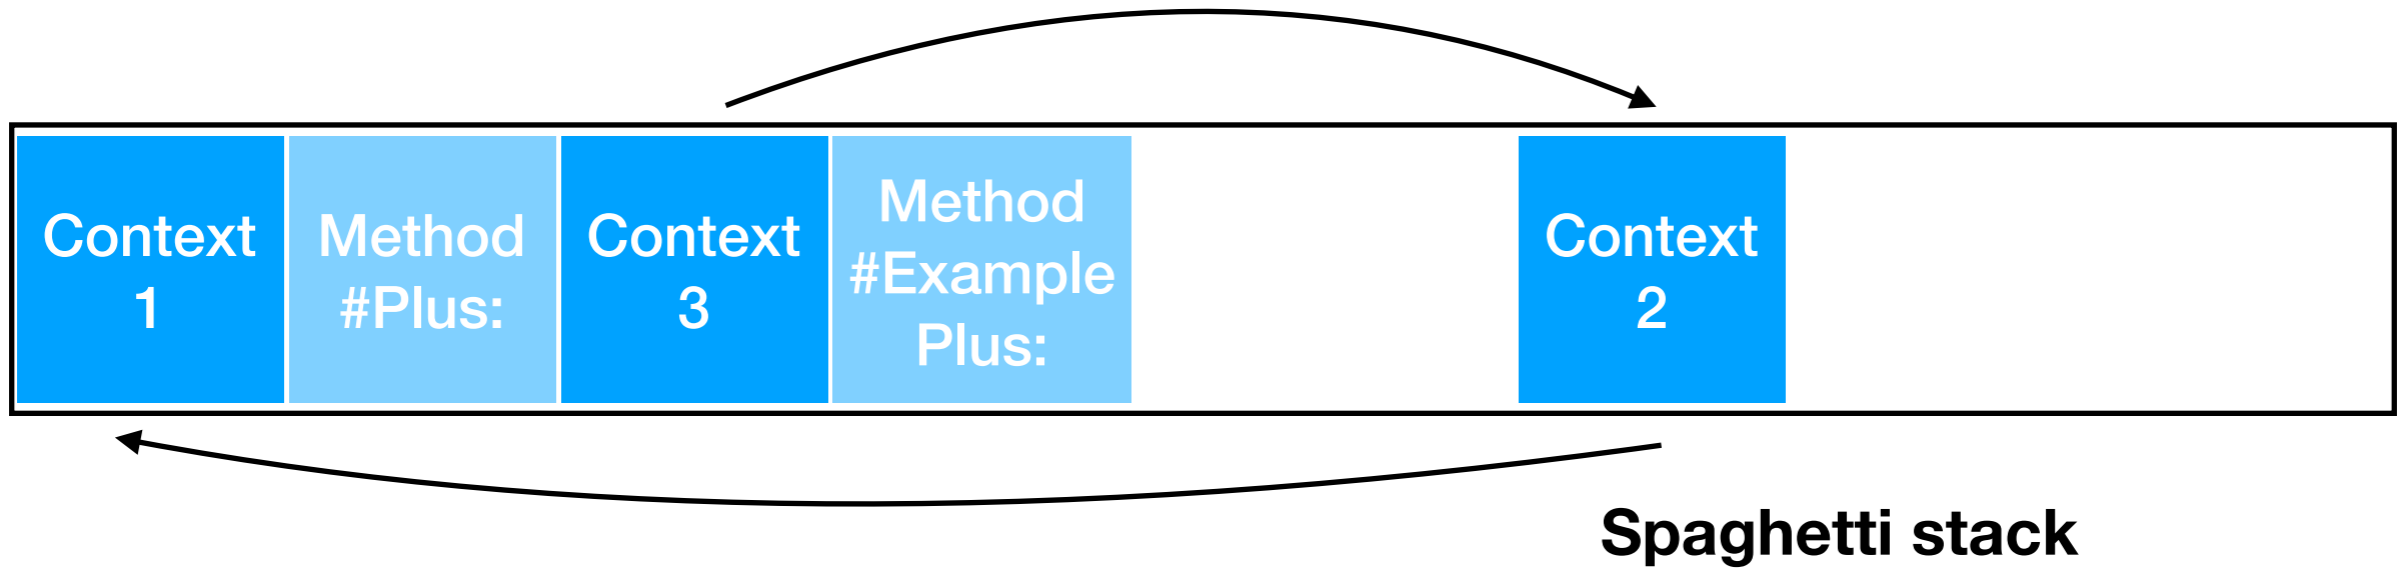 Context
1
Method
#Plus:
Context
3
Method
#Example
Plus:
Context
2
Spaghetti stack